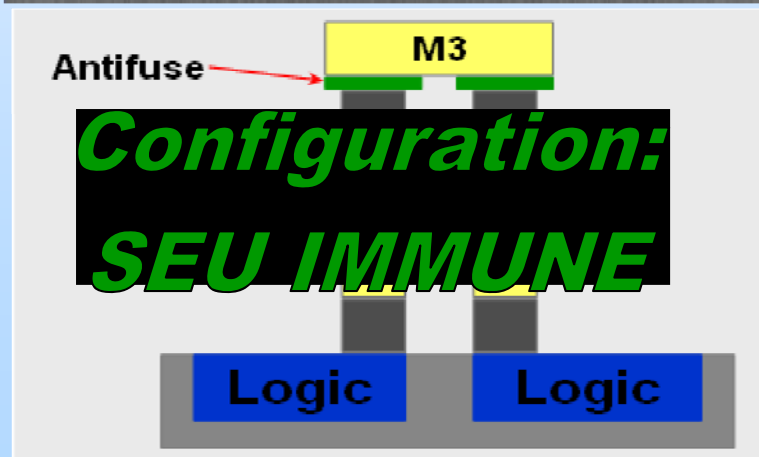 M3
Antifuse
Configuration:
SEU IMMUNE
Logic Logic